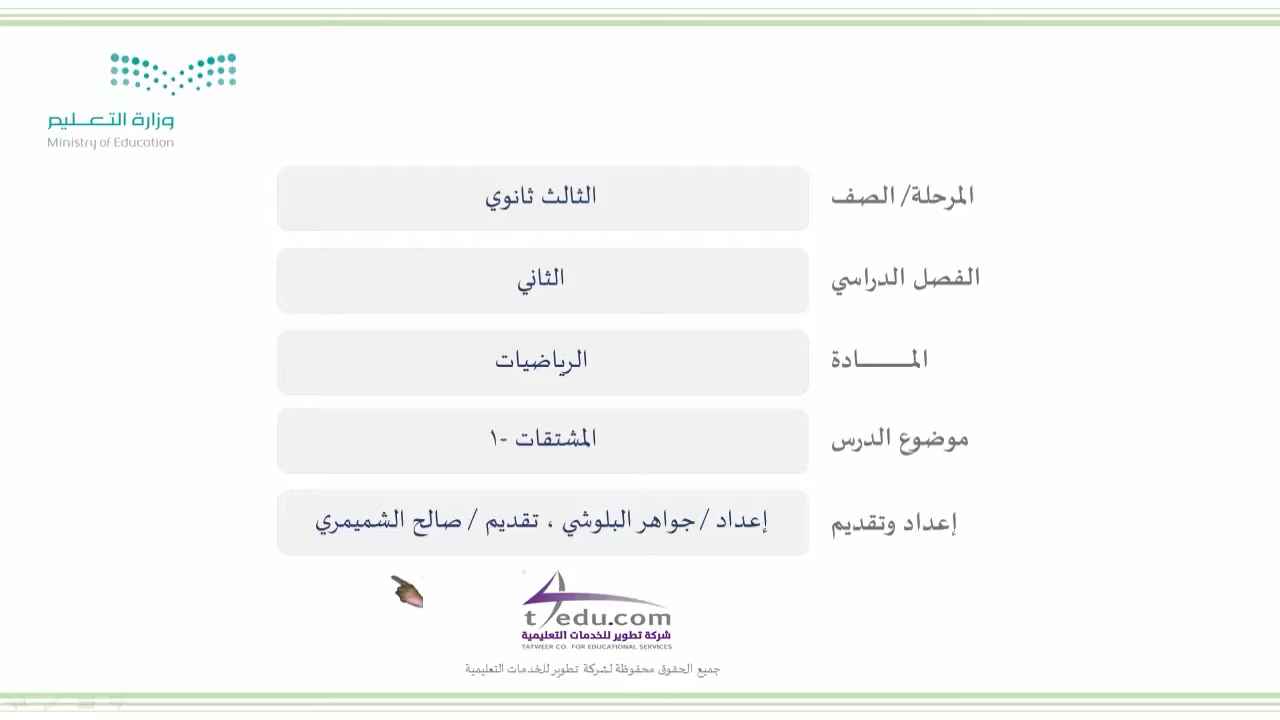 وزارة التعليم
Ministry of Education
المرحلة/ الصف
الثالث ثانوي
الفصل الدراسي
الثاني
المـــــــادة
الرياضيات
موضوع الدرس
المشتقات -١
إعداد وتقديم
إعداد / جواهر البلوشي ، تقديم / صالح الشميمري
t4edu.com
شركة تطوير للخدمات التعليمية
TATWEER CO. FOR EDUCATIONAL SERVICES
جميع الحقوق محفوظة لشركة تطوير للخدمات التعليمية